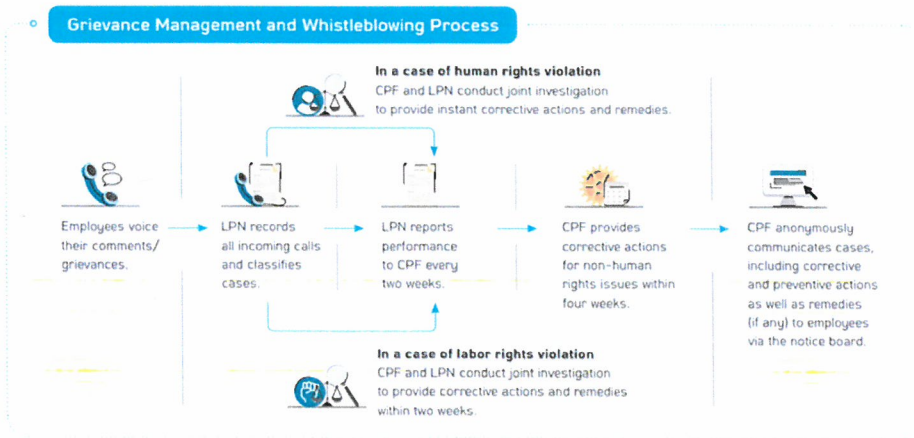 Grievance Management and Whistleblowing Process
In a case of human rights violation
CPF and LPN conduct joint investigation
to provide instant corrective actions and remedies.
Employees voice
their comments/
grievances.
LPN records
all incoming calls
and classifies
cases.
LPN reports
performance
to CPF every
two weeks.
CPF provides
corrective actions
for non-human
rights issues within
four weeks.
CPF anonymously
communicates cases,
including corrective
and preventive actions
as well as remedies
(if any) to employees
via the notice board.
In a case of labor rights violation
CPF and LPN conduct joint investigation
to provide corrective actions and remedies
within two weeks.